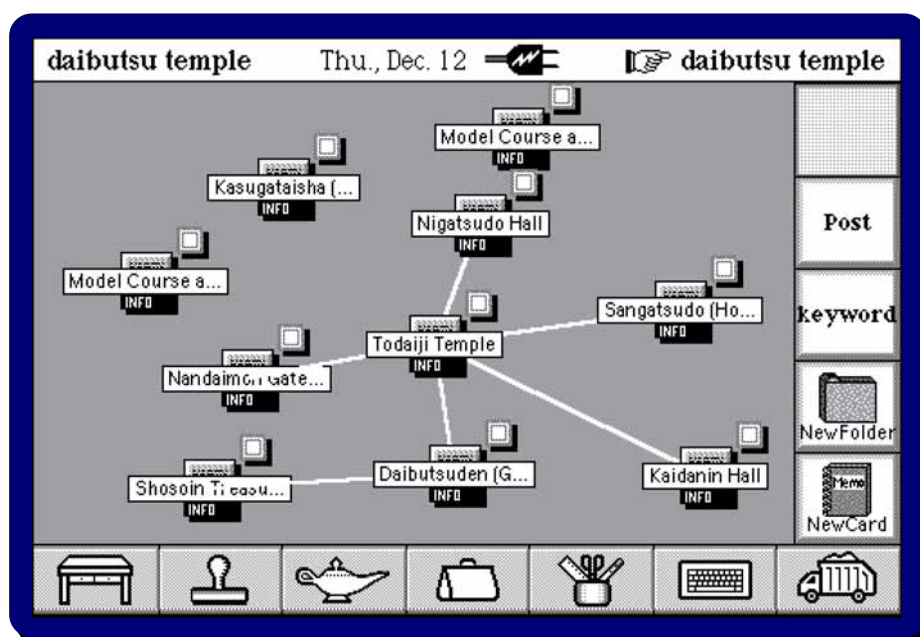 daibutsu temple
Thu., Dec. 12
daibutsu temple
Model Course a...
INFO
Kasugataisha (...
INFO
Nigatsudo Hall
INFO
Post
Model Course a...
INFO
Sangatsudo (Ho...
INFO
keyword
Todaiji Temple
INFO
Nandaimon Gate...
INFO
NewFolder
Daibutsuden (G...
INFO
Kaidanin Hall
INFO
Shosoin Treasu...
INFO
Memo
NewCard